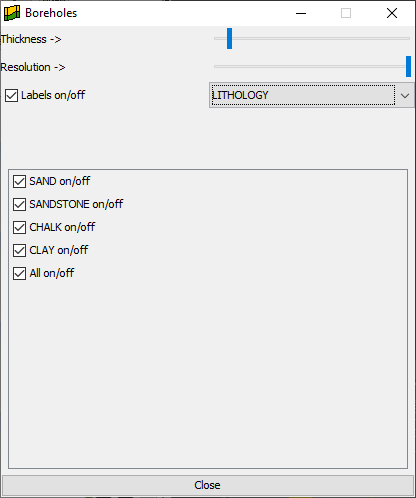 Boreholes
Thickness ->
Resolution ->
Labels on/off LITHOLOGY
SAND on/off
SANDSTONE on/off
CHALK on/off
CLAY on/off
All on/off
Close